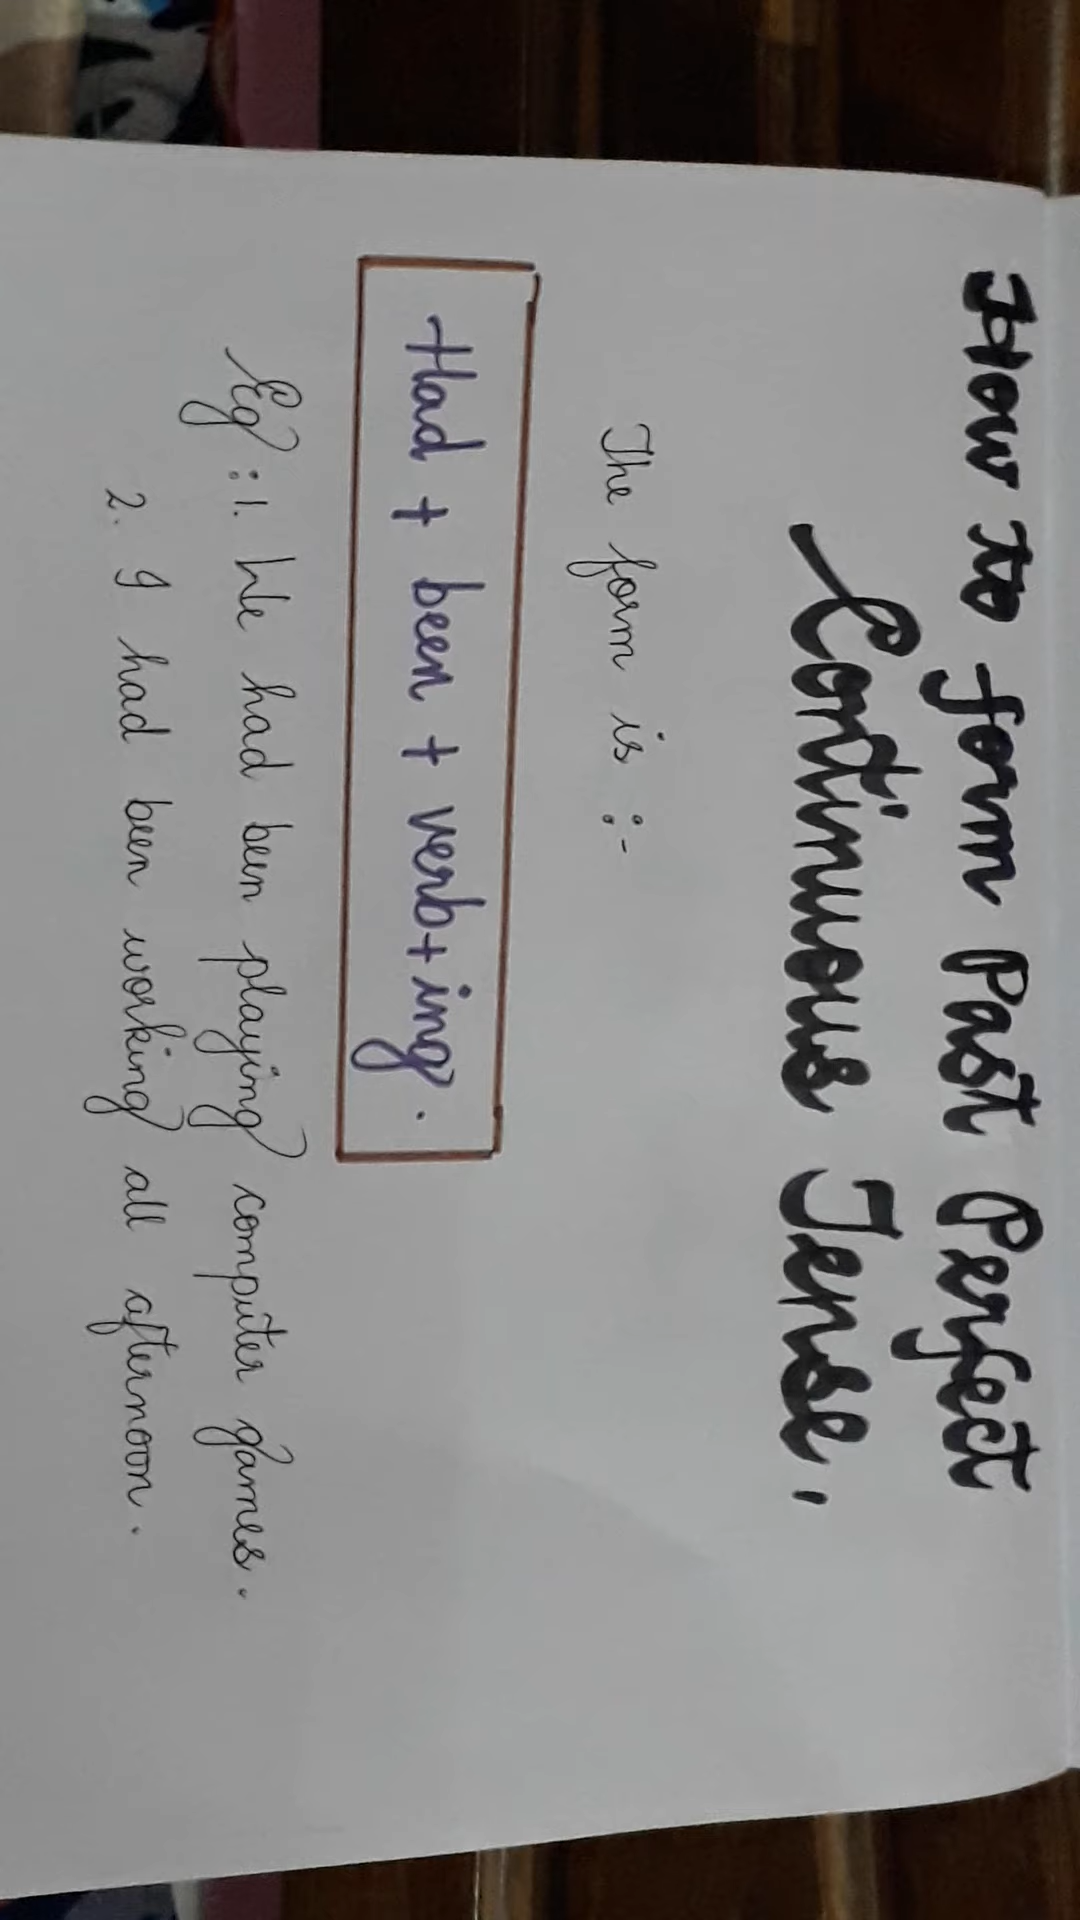 How to form Past Perfect
Continuous Tense.
The form is :-
Had + been + verb+ing.
Eg : 1. We had been playing computer games.
2. I had been working all afternoon.